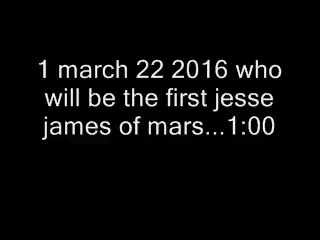 1 march 22 2016 who
will be the first jesse
james of mars...1:00